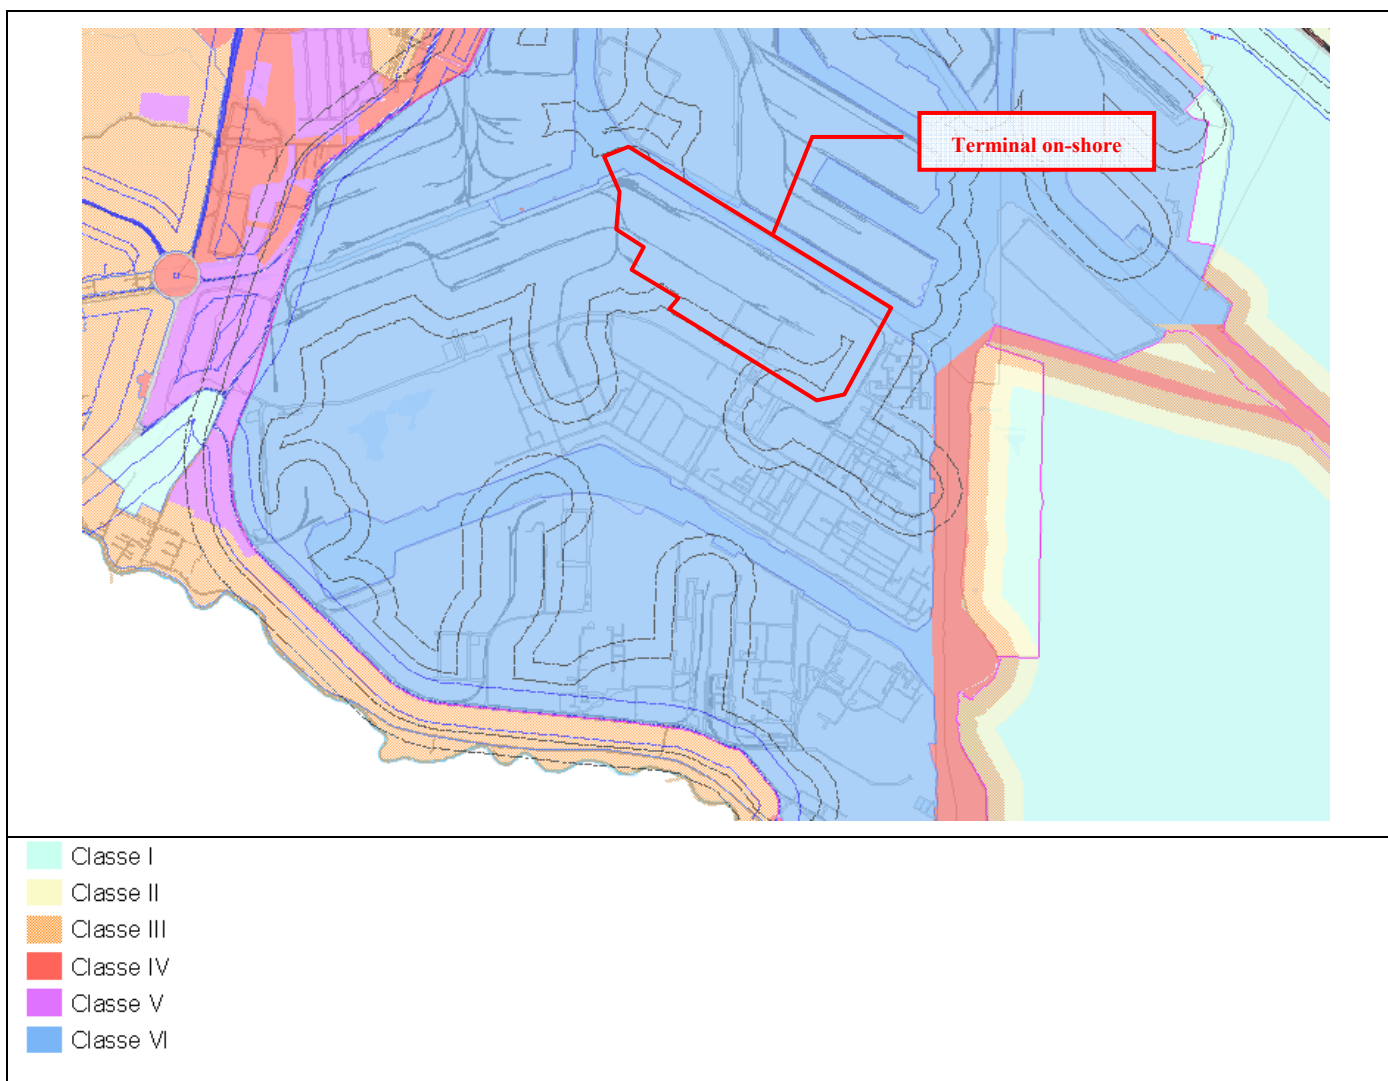 Terminal on-shore
Classe I
Classe II
Classe III
Classe IV
Classe V
Classe VI